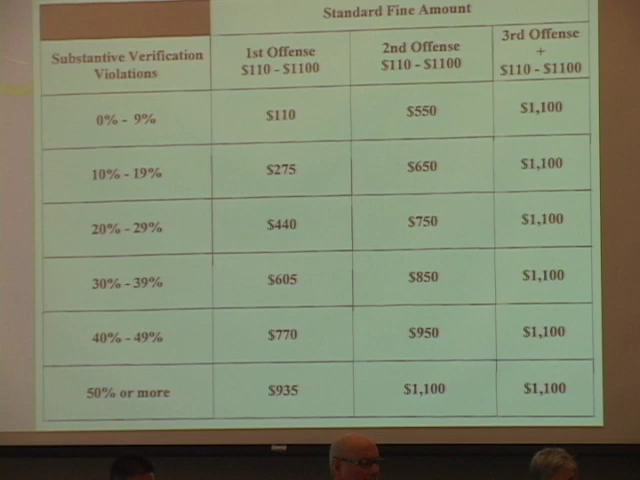 Standard Fine Amount
Substantive Verification
Violations
1st Offense
$110 - $1100
2nd Offense
$110 - $1100
3rd Offense
+
$110 - $1100
0% - 9%
$110
$550
$1,100
10% - 19%
$275
$650
$1,100
20% - 29%
$440
$750
$1,100
30% - 39%
$605
$850
$1,100
40% - 49%
$770
$950
$1,100
50% or more
$935
$1,100
$1,100